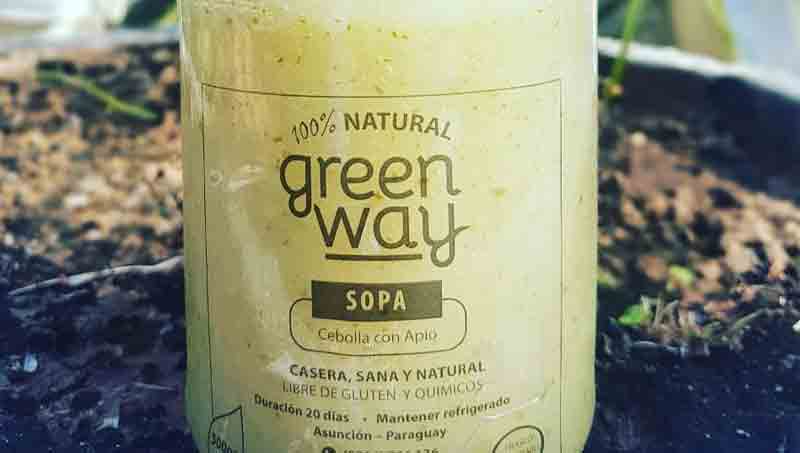 100% NATURAL
green
way
SOPA
Cebolla con Apio
CASERA, SANA Y NATURAL
LIBRE DE GLUTEN Y QUIMICOS
Duración 20 dias • Mantener refrigerado
Asunción – Paraguay